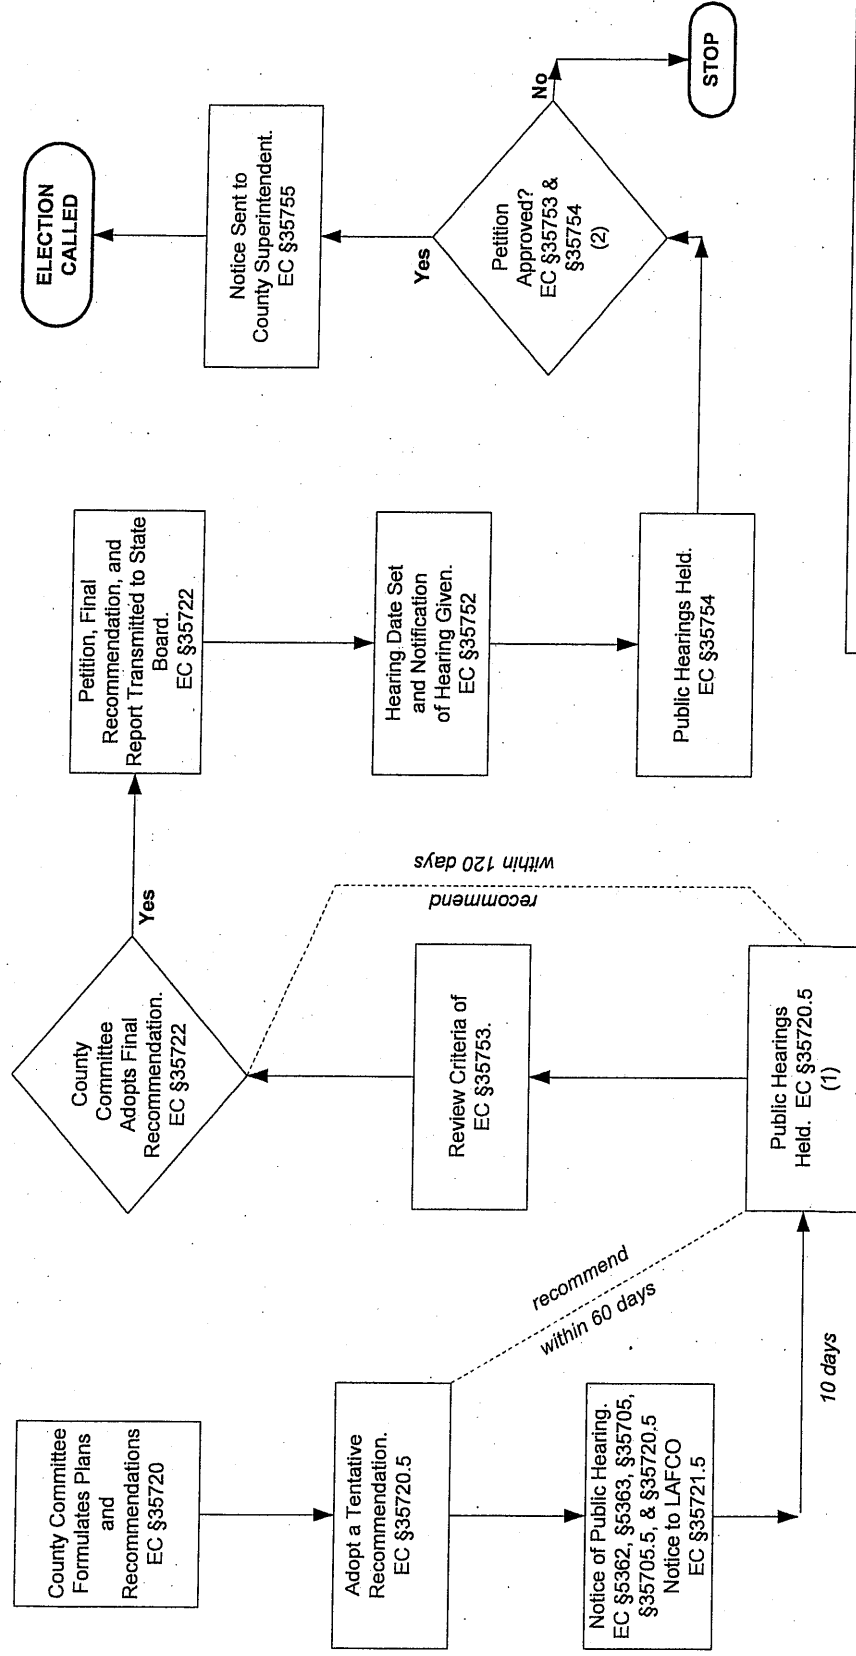 County Committee
Formulates Plans
and
Recommendations
EC §35720
Adopt a Tentative
Recommendation.
EC §35720.5
Notice of Public Hearing.
EC §5362, §5363, §35705,
§35705.5, & §35720.5
Notice to LAFCO
EC §35721.5
10 days
recommend
within 60 days
Public Hearings
Held. EC §35720.5
(1)
Review Criteria of
EC §35753.
recommend
within 120 days
County
Committee
Adopts Final
Recommendation.
EC §35722
Yes
Petition, Final
Recommendation, and
Report Transmitted to State
Board.
EC §35722
Hearing Date Set
and Notification
of Hearing Given.
EC §35752
Public Hearings Held.
EC §35754
Petition
Approved?
EC §35753 &
§35754
(2)
Yes
No
Notice Sent to
County Superintendent.
EC §35755
ELECTION
CALLED
STOP